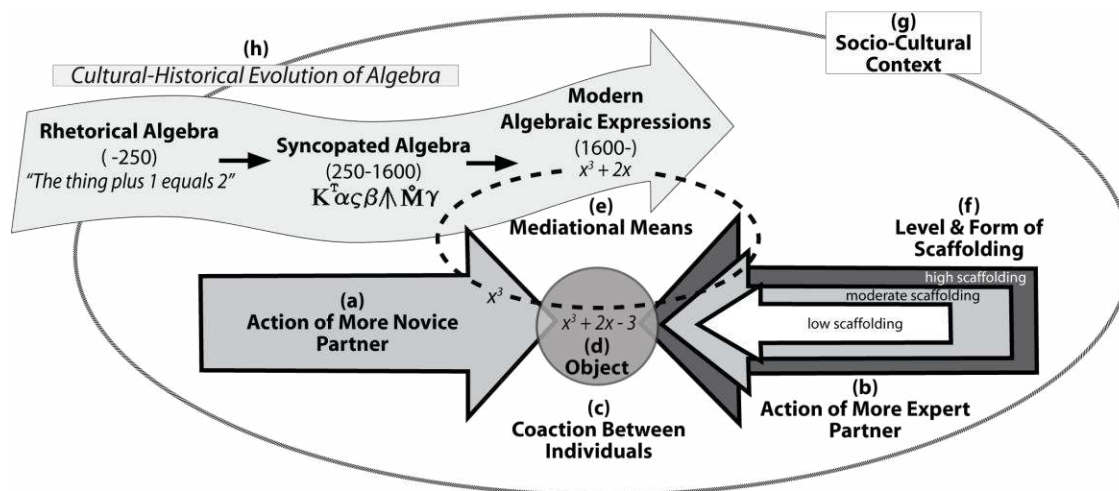 (h)
Cultural-Historical Evolution of Algebra
(g)
Socio-Cultural
Context
Rhetorical Algebra
( -250)
“The thing plus 1 equals 2”
Syncopated Algebra
(250-1600)
Modern
Algebraic Expressions
(1600-)
x³ + 2x
(e)
Mediational Means
(f)
Level & Form of
Scaffolding
high scaffolding
moderate scaffolding
low scaffolding
(a)
Action of More Novice
Partner
x³
x³ + 2x - 3
(d)
Object
(c)
Coaction Between
Individuals
(b)
Action of More Expert
Partner